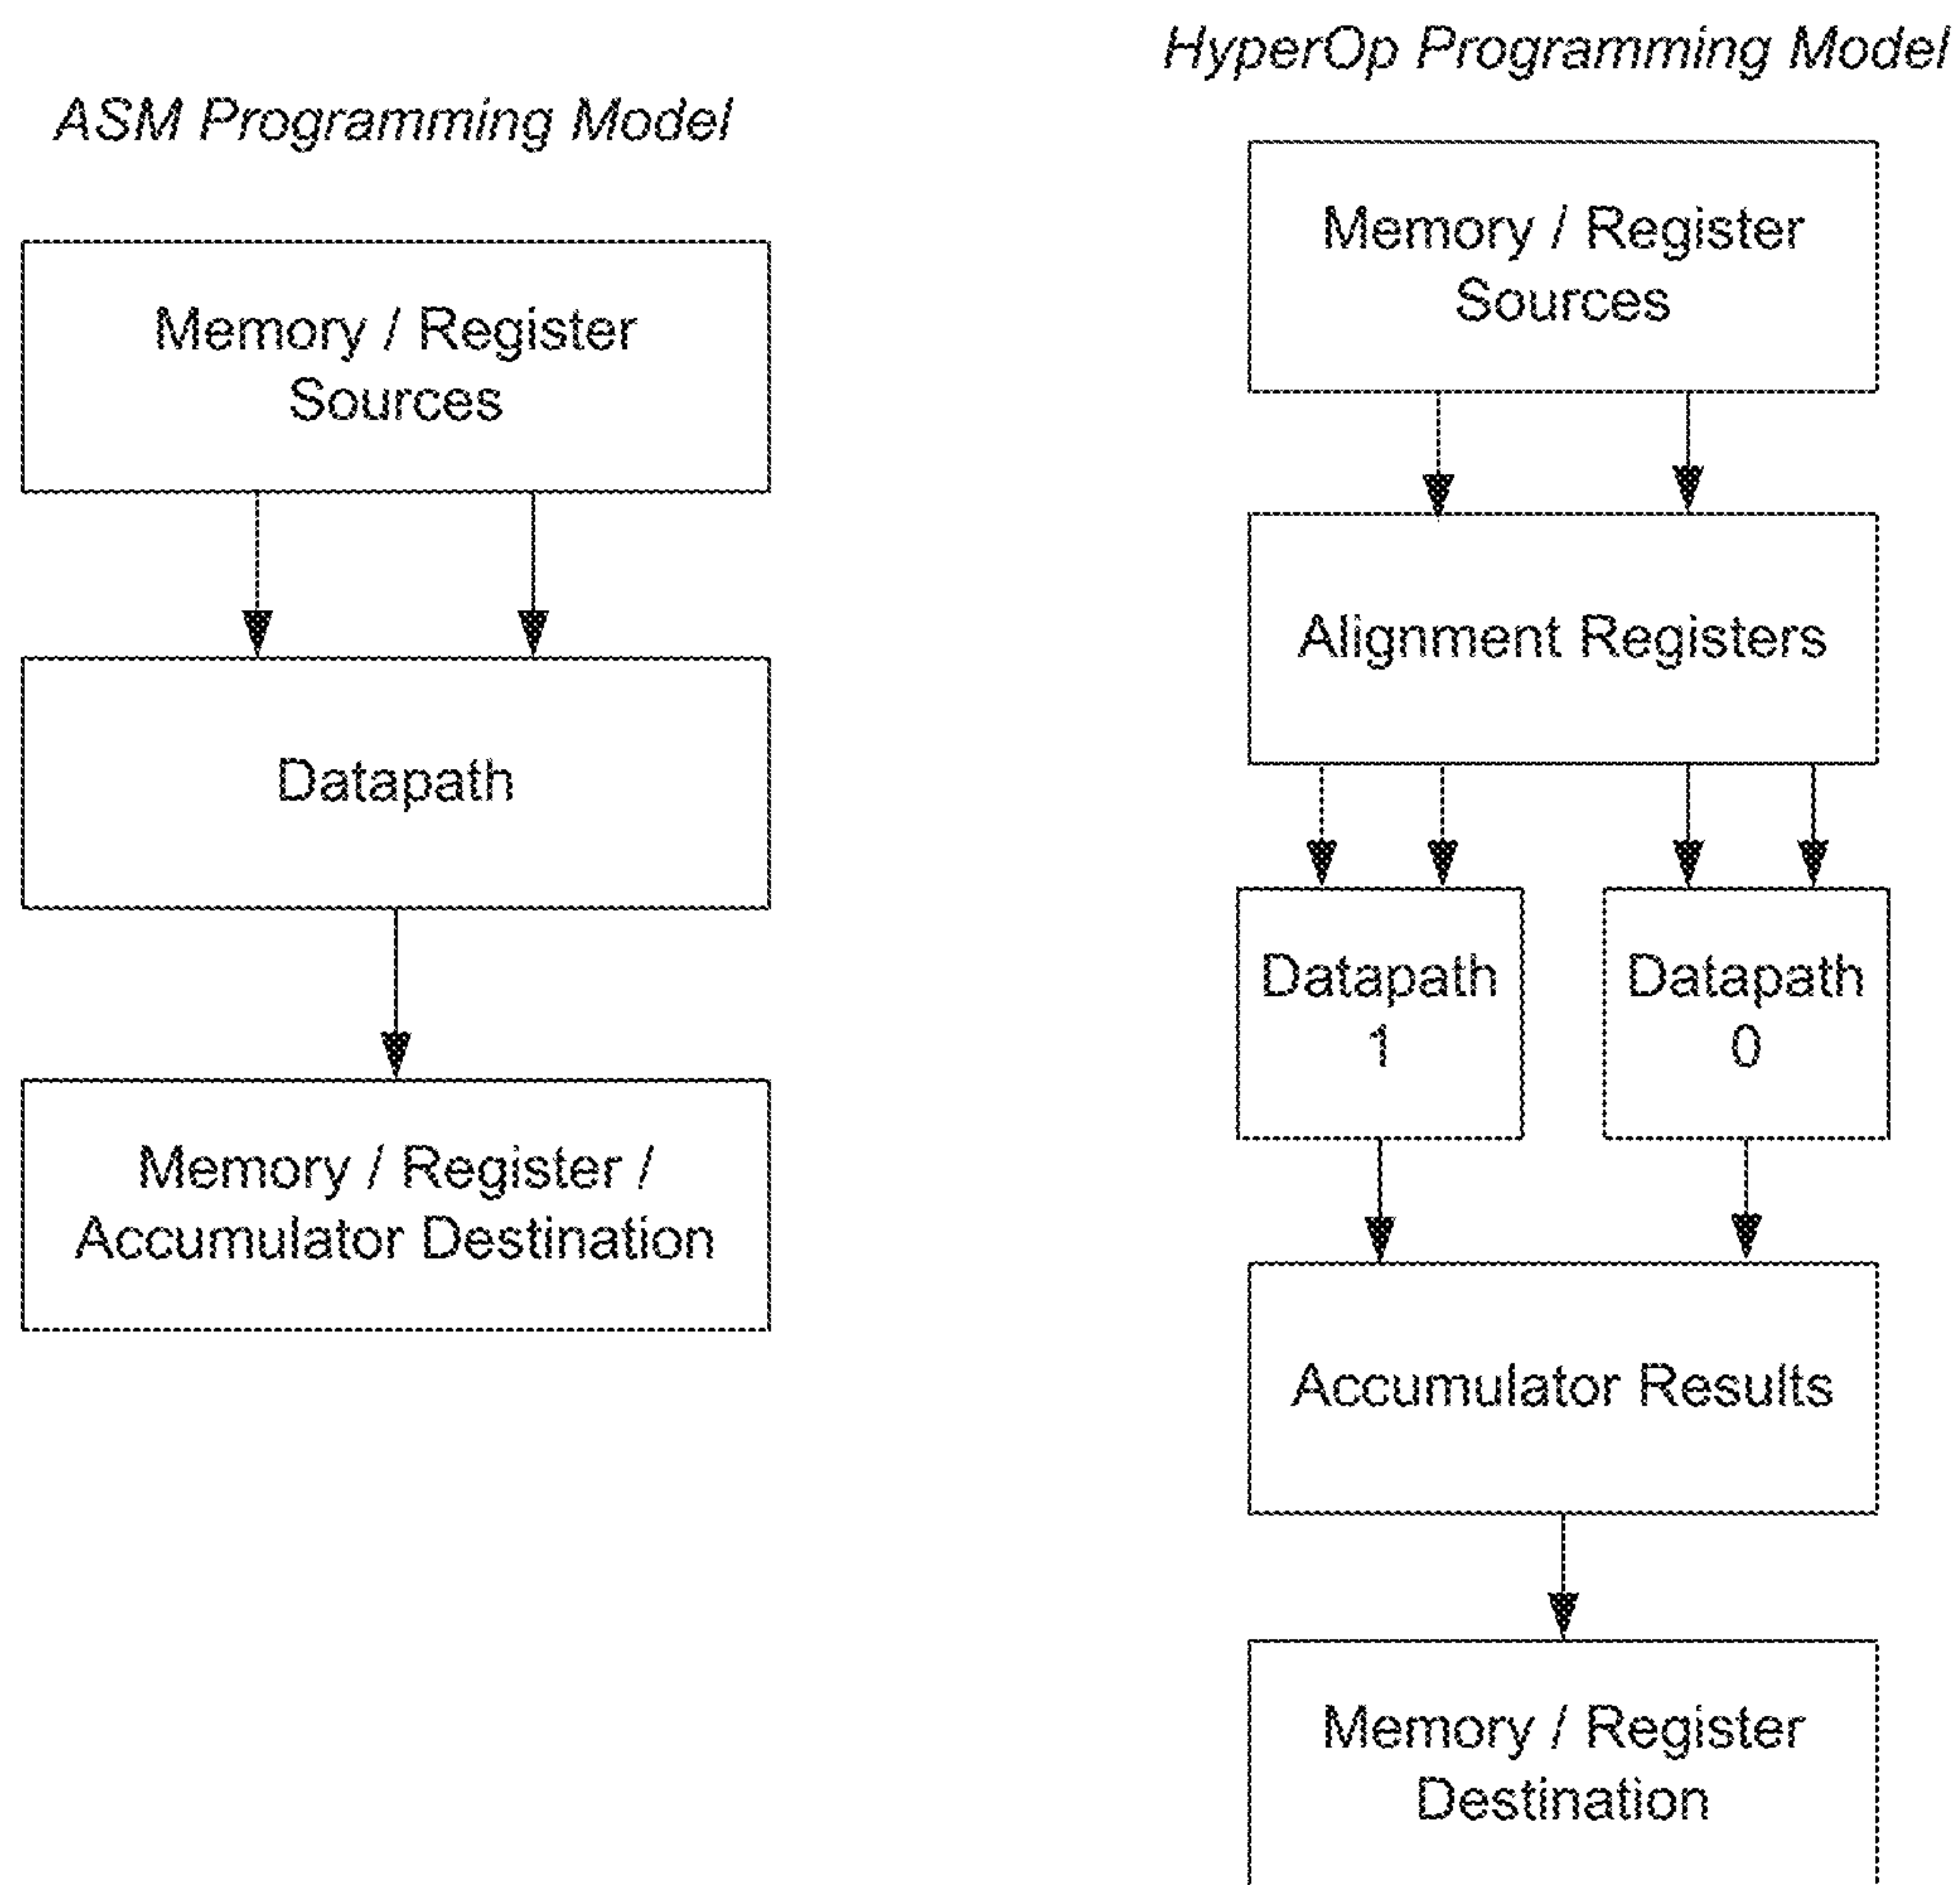 ASM Programming Model
Memory / Register
Sources
Datapath
Memory / Register /
Accumulator Destination
HyperOp Programming Model
Memory / Register
Sources
Alignment Registers
Datapath
1
Datapath
0
Accumulator Results
Memory / Register
Destination